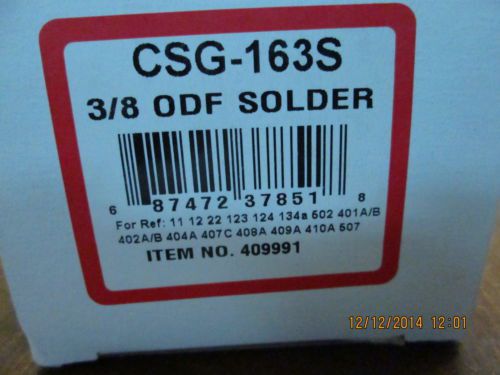 CSG-163S
3/8 ODF SOLDER
6 87472 37851 8
For Ref: 11 12 22 123 124 134a 502 401A/B
402A/B 404A 407C 408A 409A 410A 507
ITEM NO. 409991
12/12/2014 12:01